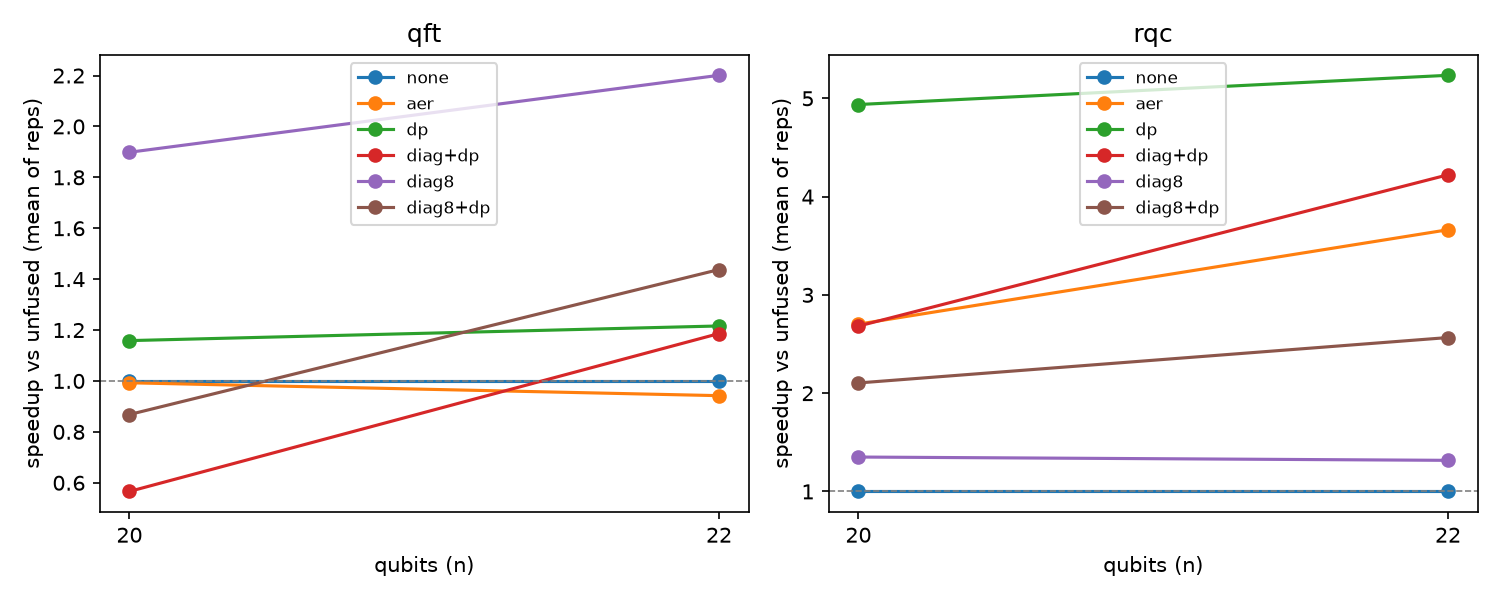 qft
speedup vs unfused (mean of reps)
2.2
2.0
1.8
1.6
1.4
1.2
1.0
0.8
0.6
none
aer
dp
diag+dp
diag8
diag8+dp
20
22
qubits (n)
rqc
speedup vs unfused (mean of reps)
5
4
3
2
1
none
aer
dp
diag+dp
diag8
diag8+dp
20
22
qubits (n)